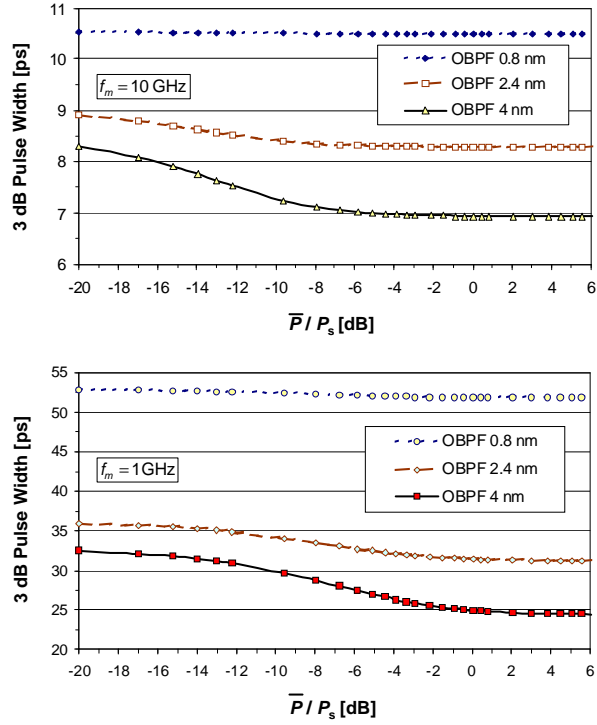 11
10
9
8
7
6
3 dB Pulse Width [ps]
f_m = 10 GHz
OBPF 0.8 nm
OBPF 2.4 nm
OBPF 4 nm
-20 -18 -16 -14 -12 -10 -8 -6 -4 -2 0 2 4 6
P̅ / P_s [dB]
55
50
45
40
35
30
25
20
3 dB Pulse Width [ps]
f_m = 1 GHz
OBPF 0.8 nm
OBPF 2.4 nm
OBPF 4 nm
-20 -18 -16 -14 -12 -10 -8 -6 -4 -2 0 2 4 6
P̅ / P_s [dB]